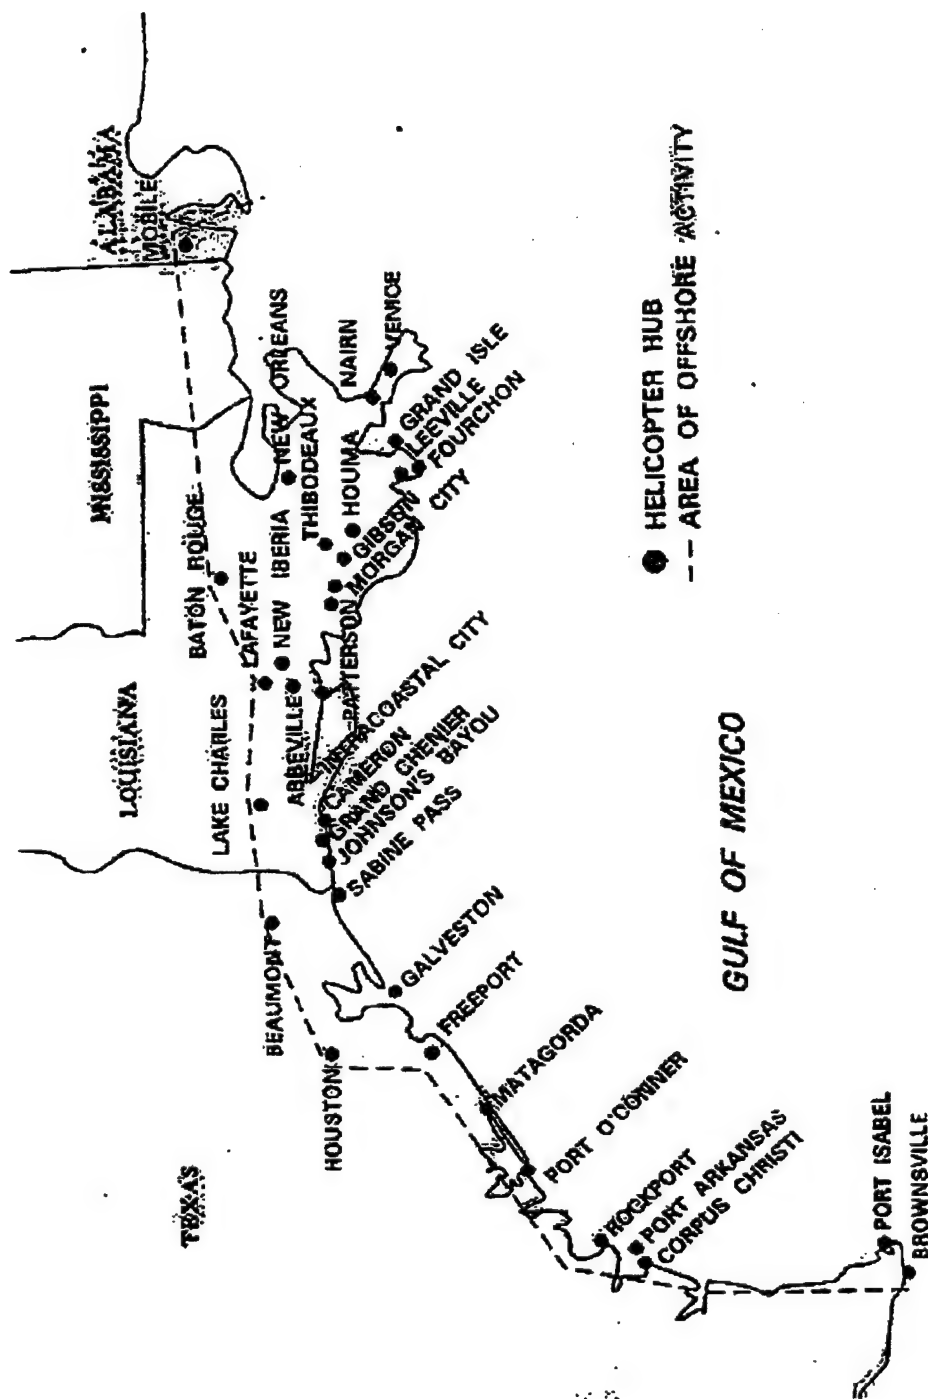 TEXAS
LOUISIANA
MISSISSIPPI
ALABAMA
MOBILE
HOUSTON
BEAUMONT
LAKE CHARLES
LAFAYETTE
BATON ROUGE
ABBEVILLE
NEW IBERIA
NEW ORLEANS
THIBODEAUX
HOUMA
NAIRN
VENICE
GRAND ISLE
LEEVILLE
FOURCHON
GIBSON
MORGAN CITY
PATTERSON
INTRACOASTAL CITY
CAMERON
GRAND CHENIER
JOHNSON'S BAYOU
SABINE PASS
GALVESTON
FREEPORT
MATAGORDA
PORT O'CONNER
ROCKPORT
PORT ARKANSAS
CORPUS CHRISTI
PORT ISABEL
BROWNSVILLE
GULF OF MEXICO
HELICOPTER HUB
AREA OF OFFSHORE ACTIVITY